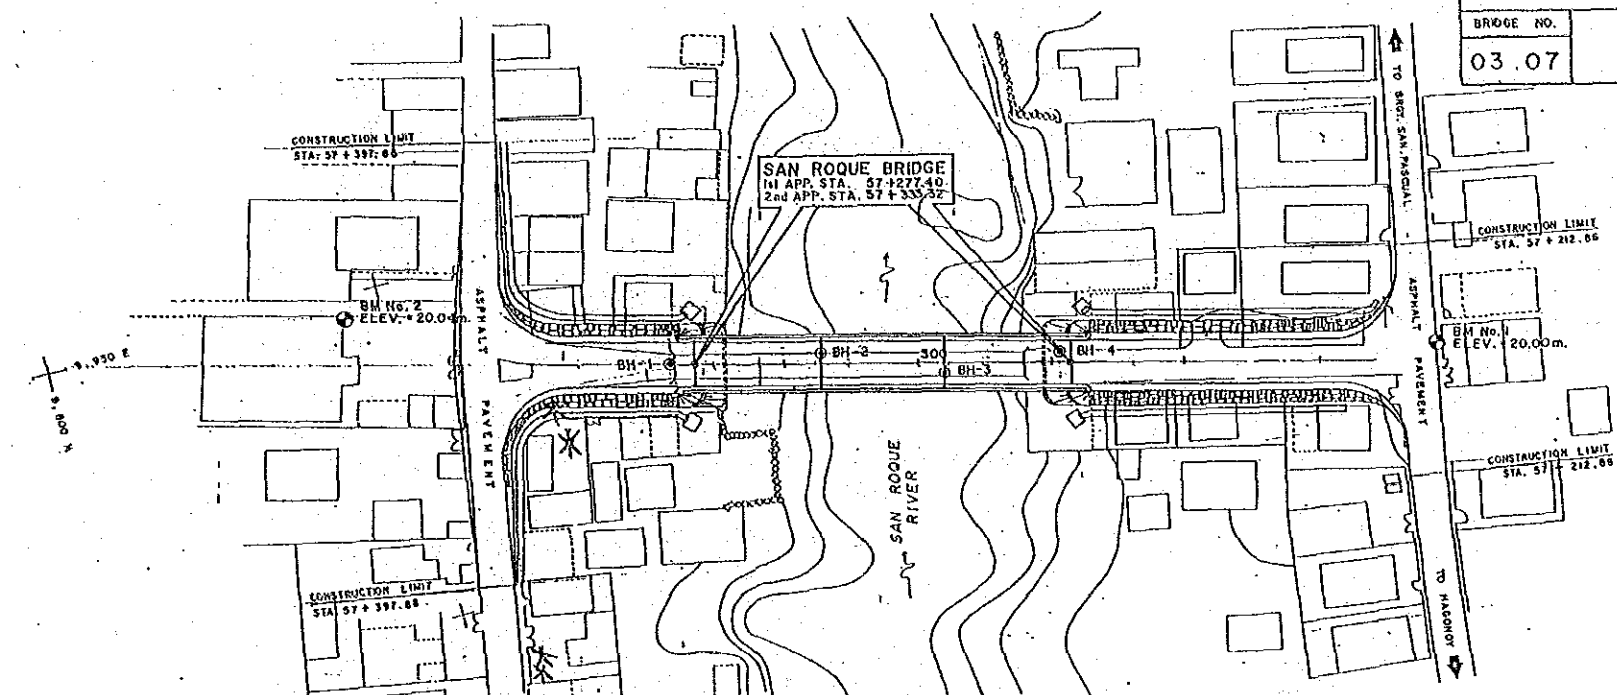 BRIDGE NO.
03.07
CONSTRUCTION LIMIT
STA. 57 + 397.88
SAN ROQUE BRIDGE
1st APP. STA. 57+277.40
2nd APP. STA. 57+333.32
TO BRGY. SAN PASCUAL
CONSTRUCTION LIMIT
STA. 57 + 212.86
BM No. 2
ELEV. = 20.04m.
ASPHALT
PAVEMENT
ASPHALT
PAVEMENT
BM No. 1
ELEV. = 20.00m.
9,950 E
9,800 N
BH-1
BH-2
300
BH-3
BH-4
SAN ROQUE
RIVER
CONSTRUCTION LIMIT
STA. 57 + 212.86
CONSTRUCTION LIMIT
STA. 57 + 397.88
TO HAGONOY